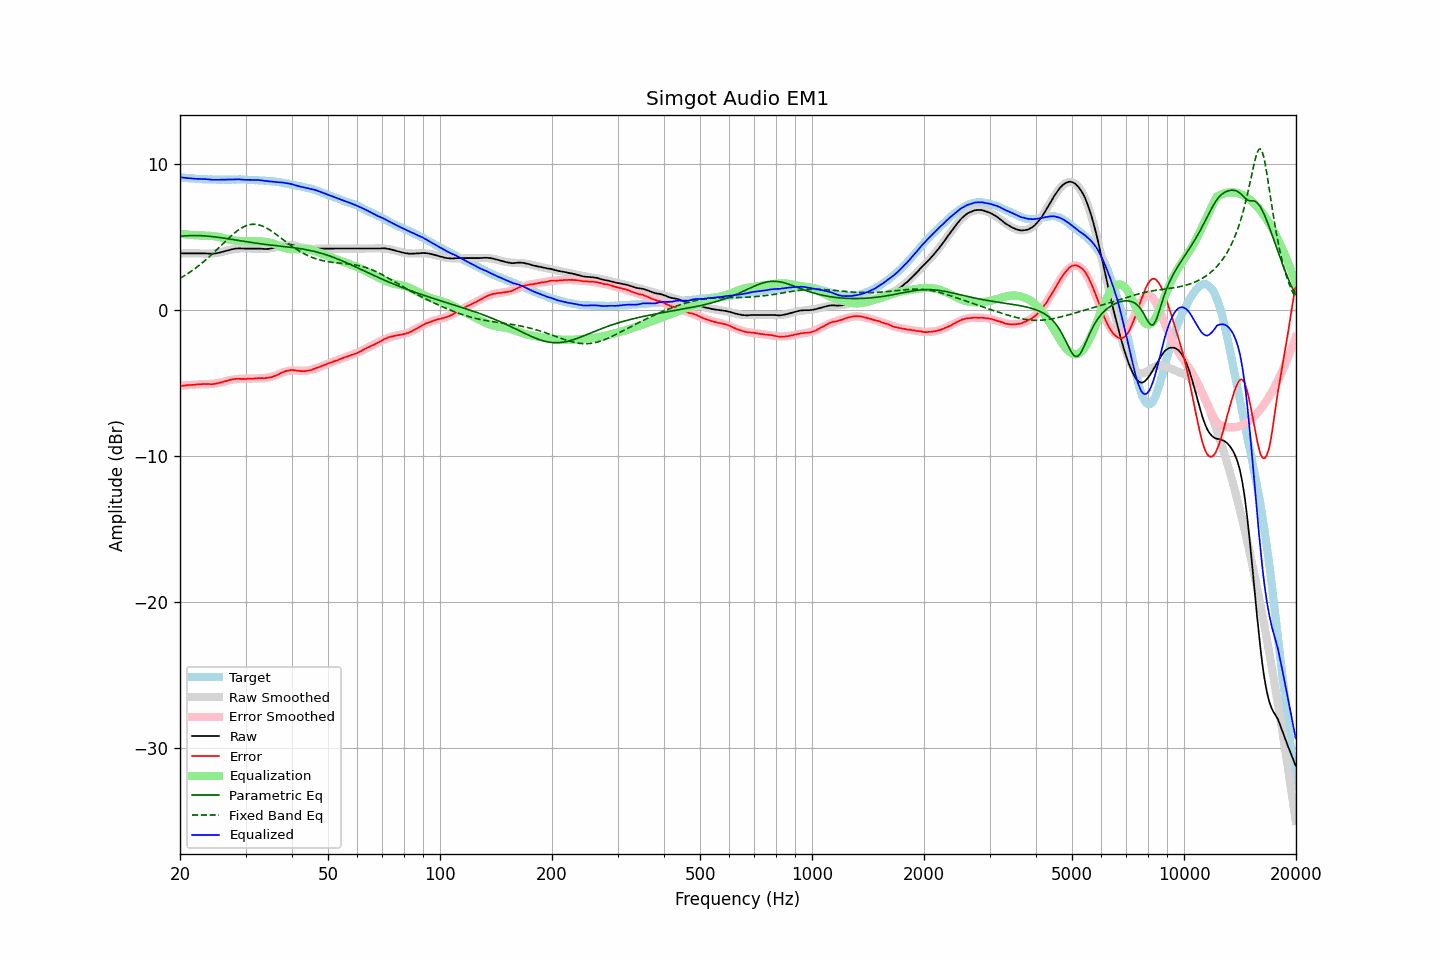 Simgot Audio EM1
10
0
−10
−20
−30
Amplitude (dBr)
Target
Raw Smoothed
Error Smoothed
Raw
Error
Equalization
Parametric Eq
Fixed Band Eq
Equalized
20 50 100 200 500 1000 2000 5000 10000 20000
Frequency (Hz)